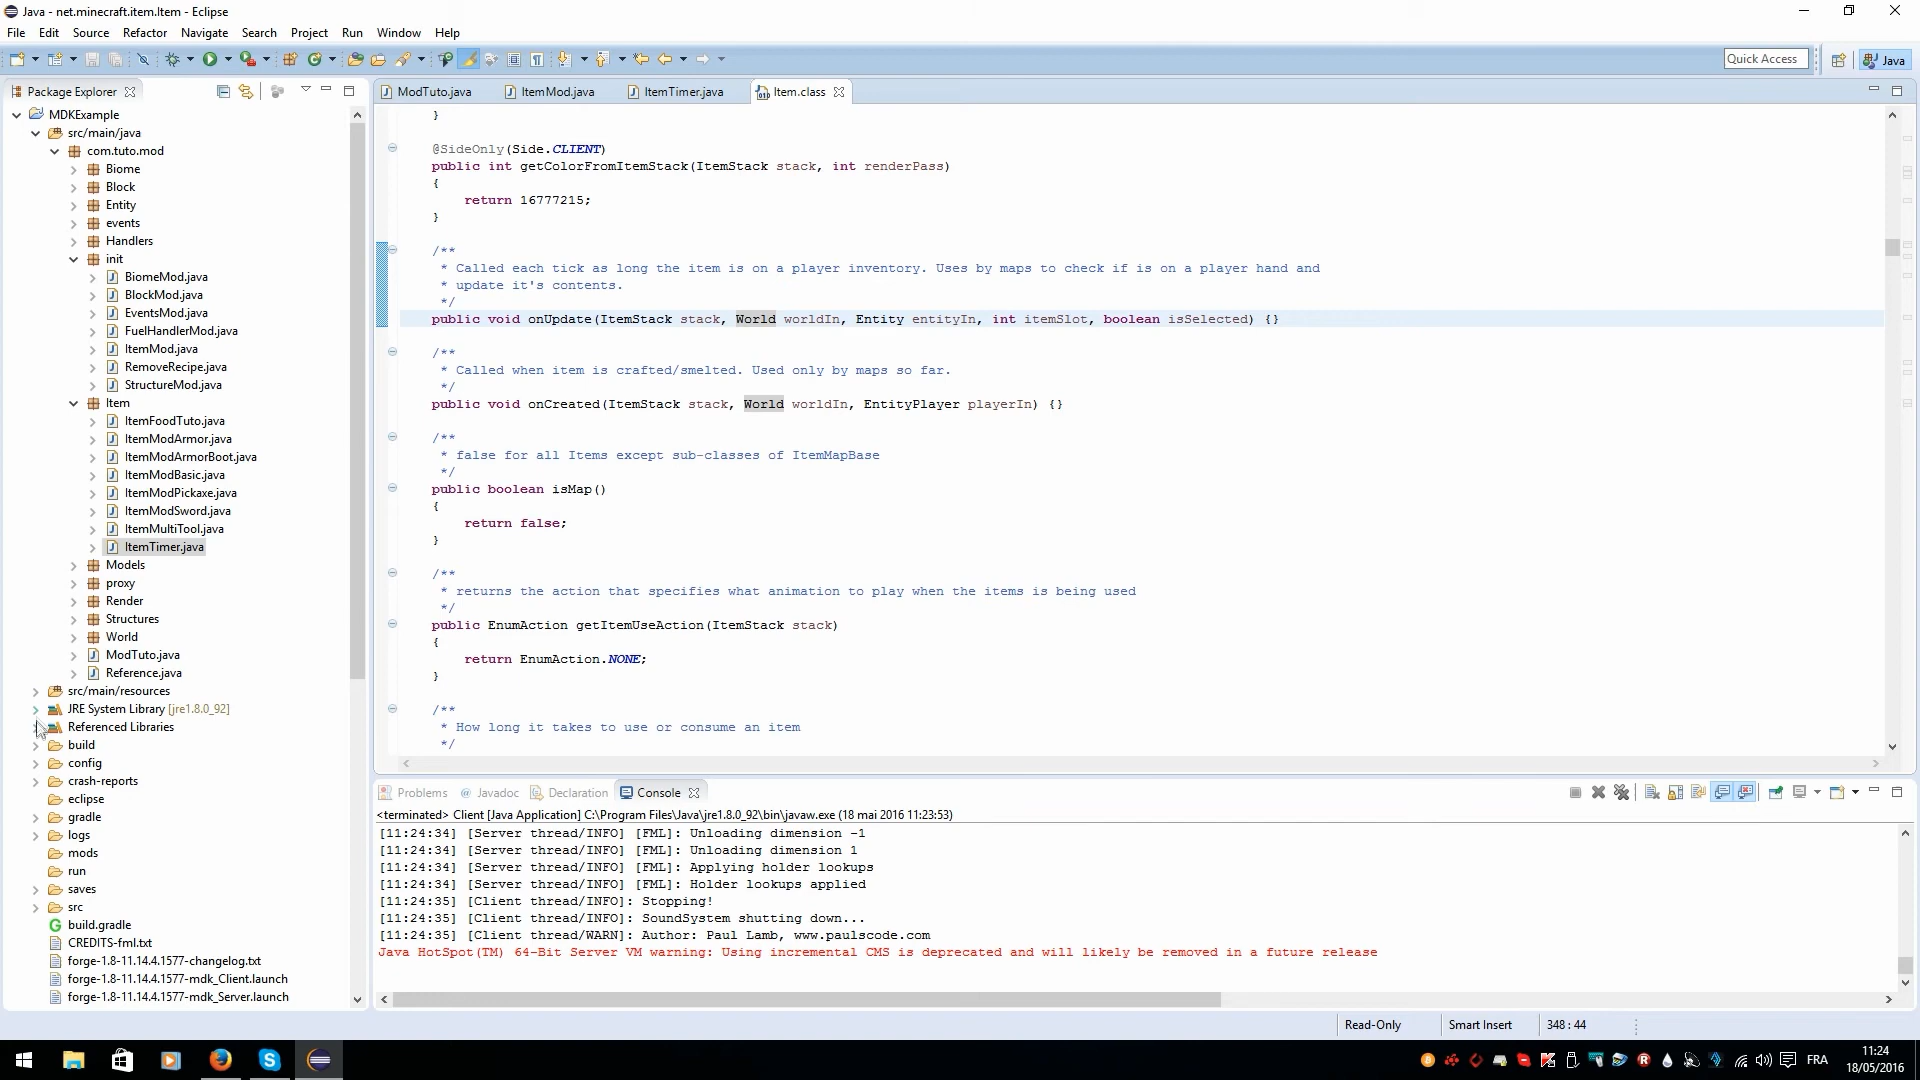 Java - net.minecraft.item.Item - Eclipse
File Edit Source Refactor Navigate Search Project Run Window Help
Quick Access
Java
Package Explorer
ModTuto.java
ItemMod.java
ItemTimer.java
Item.class
MDKExample
src/main/java
com.tuto.mod
Biome
Block
Entity
events
Handlers
init
BiomeMod.java
BlockMod.java
EventsMod.java
FuelHandlerMod.java
ItemMod.java
RemoveRecipe.java
StructureMod.java
Item
ItemFoodTuto.java
ItemModArmor.java
ItemModArmorBoot.java
ItemModBasic.java
ItemModPickaxe.java
ItemModSword.java
ItemMultiTool.java
ItemTimer.java
Models
proxy
Render
Structures
World
ModTuto.java
Reference.java
src/main/resources
JRE System Library [jre1.8.0_92]
Referenced Libraries
build
config
crash-reports
eclipse
gradle
logs
mods
run
saves
src
build.gradle
CREDITS-fml.txt
forge-1.8-11.14.4.1577-changelog.txt
forge-1.8-11.14.4.1577-mdk_Client.launch
forge-1.8-11.14.4.1577-mdk_Server.launch
}
@SideOnly(Side.CLIENT)
public int getColorFromItemStack(ItemStack stack, int renderPass)
{
return 16777215;
}
/**
* Called each tick as long the item is on a player inventory. Uses by maps to check if is on a player hand and
* update it's contents.
*/
public void onUpdate(ItemStack stack, World worldIn, Entity entityIn, int itemSlot, boolean isSelected) {}
/**
* Called when item is crafted/smelted. Used only by maps so far.
*/
public void onCreated(ItemStack stack, World worldIn, EntityPlayer playerIn) {}
/**
* false for all Items except sub-classes of ItemMapBase
*/
public boolean isMap()
{
return false;
}
/**
* returns the action that specifies what animation to play when the items is being used
*/
public EnumAction getItemUseAction(ItemStack stack)
{
return EnumAction.NONE;
}
/**
* How long it takes to use or consume an item
*/
Problems @ Javadoc Declaration Console
<terminated> Client [Java Application] C:\Program Files\Java\jre1.8.0_92\bin\javaw.exe (18 mai 2016 11:23:53)
[11:24:34] [Server thread/INFO] [FML]: Unloading dimension -1
[11:24:34] [Server thread/INFO] [FML]: Unloading dimension 1
[11:24:34] [Server thread/INFO] [FML]: Applying holder lookups
[11:24:34] [Server thread/INFO] [FML]: Holder lookups applied
[11:24:35] [Client thread/INFO]: Stopping!
[11:24:35] [Client thread/INFO]: SoundSystem shutting down...
[11:24:35] [Client thread/WARN]: Author: Paul Lamb, www.paulscode.com
Java HotSpot(TM) 64-Bit Server VM warning: Using incremental CMS is deprecated and will likely be removed in a future release
Read-Only
Smart Insert
348 : 44
FRA
11:24
18/05/2016